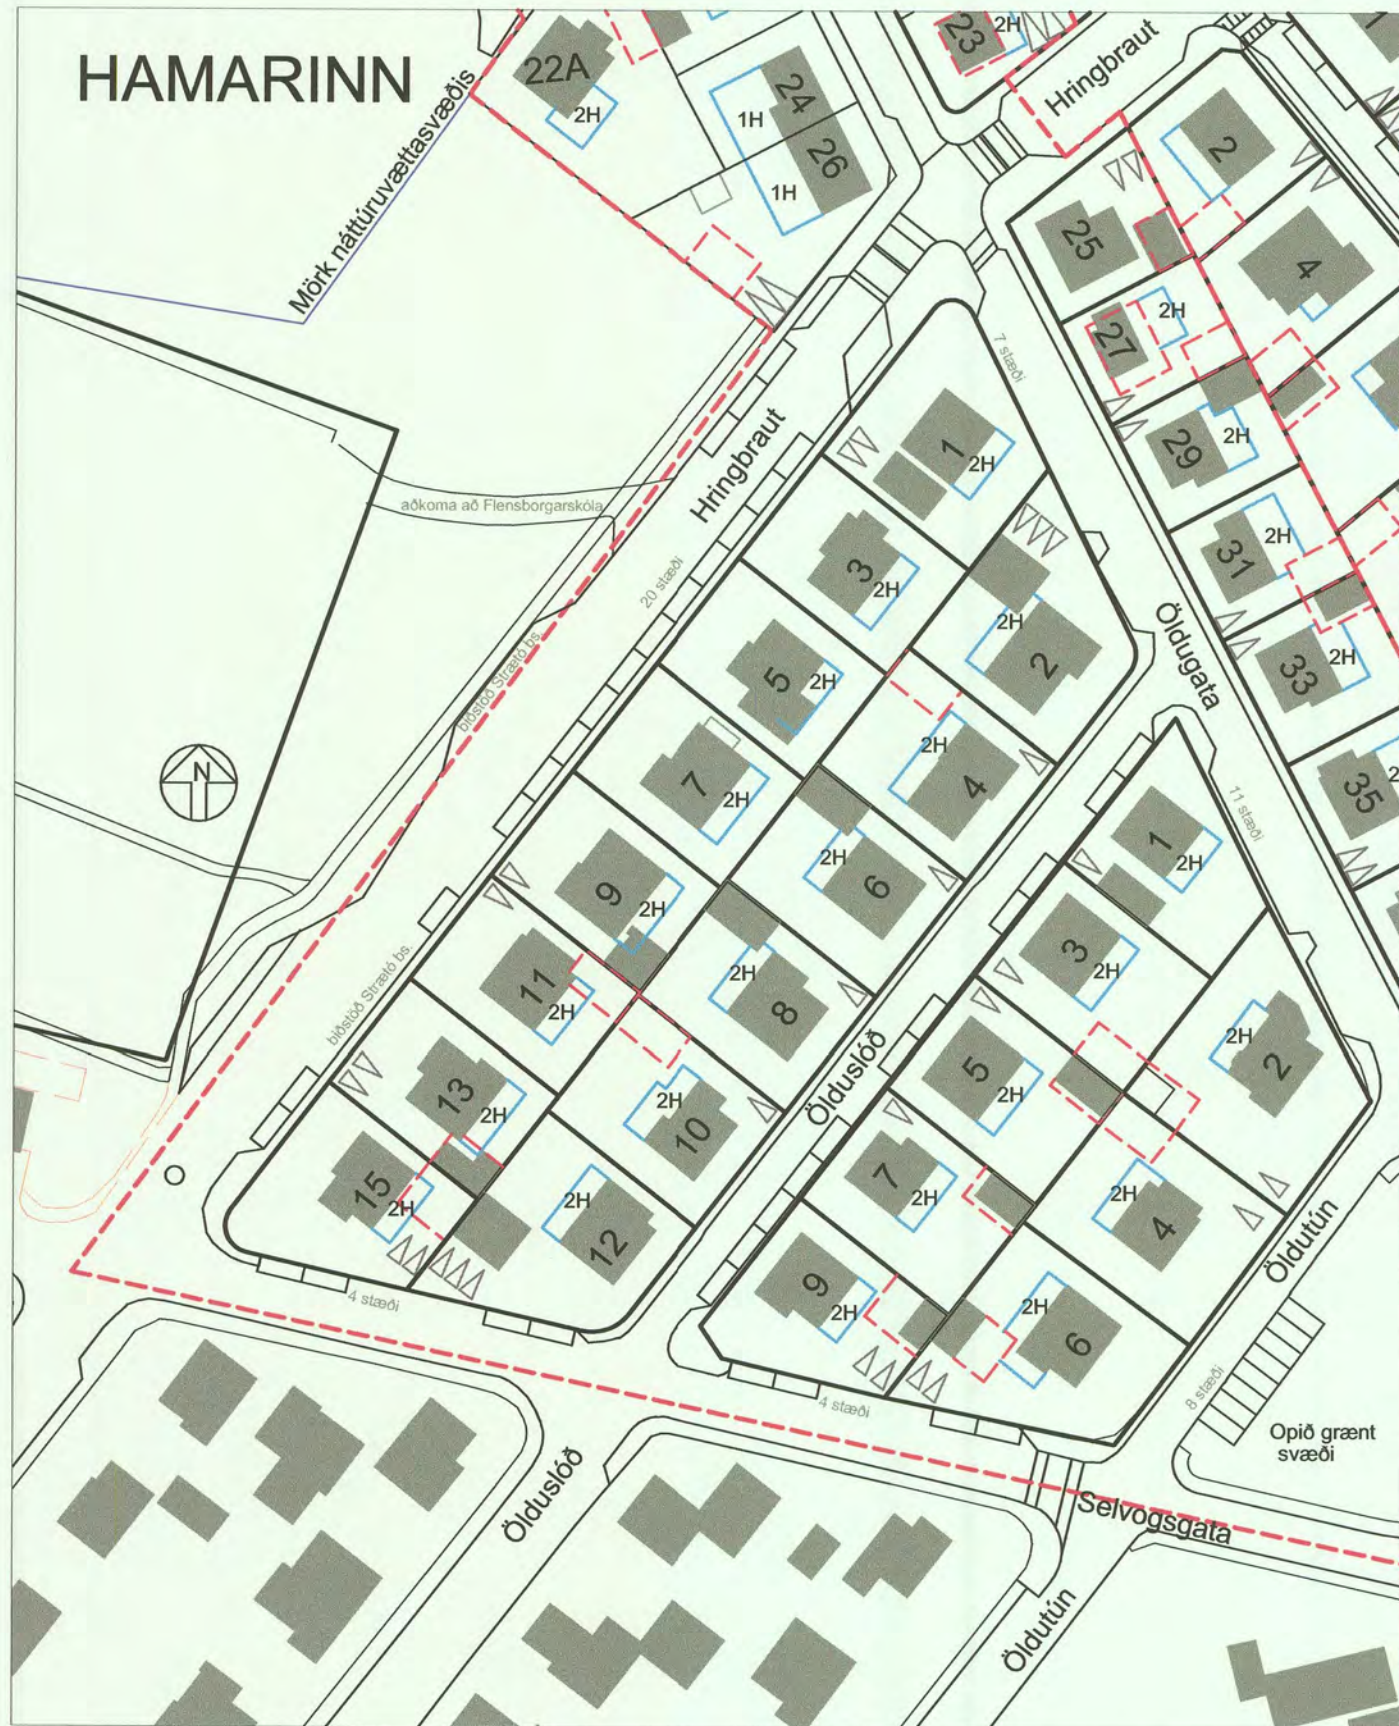 HAMARINN
22A
2H
Mörk náttúruvættasvæðis
24
1H
26
1H
23
2H
Hringbraut
2
25
4
27
2H
29
2H
31
2H
33
2H
35
7 stæði
Öldugata
11 stæði
Hringbraut
20 stæði
aðkoma að Flensborgarskóla
biðstöð Strætó bs.
biðstöð Strætó bs.
N
1
2H
3
2H
5
2H
7
2H
9
2H
11
2H
13
2H
15
2H
2H
2
2H
4
2H
6
2H
8
2H
10
2H
12
4 stæði
Ölduslóð
1
2H
3
2H
5
2H
7
2H
9
2H
2H
2
2H
4
2H
6
4 stæði
Öldutún
8 stæði
Opið grænt
svæði
Selvogsgata
Ölduslóð
Öldutún